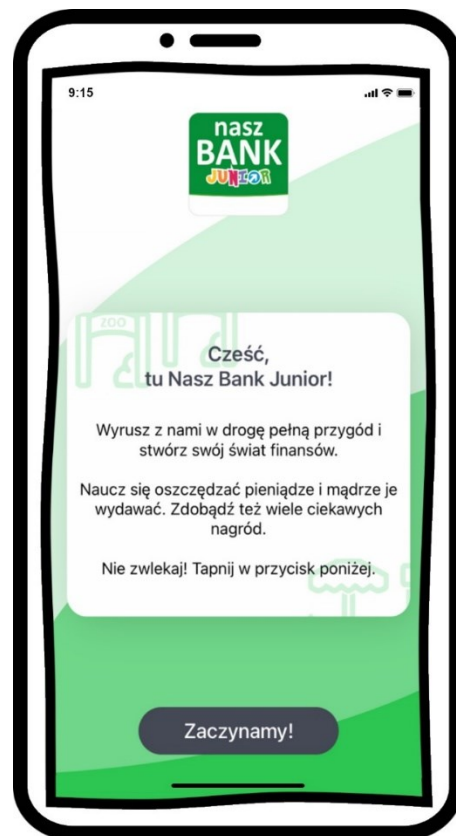 9:15
nasz
BANK
JUNIOR
ZOO
Cześć,
tu Nasz Bank Junior!
Wyrusz z nami w drogę pełną przygód i
stwórz swój świat finansów.
Naucz się oszczędzać pieniądze i mądrze je
wydawać. Zdobądź też wiele ciekawych
nagród.
Nie zwlekaj! Tapnij w przycisk poniżej.
Zaczynamy!